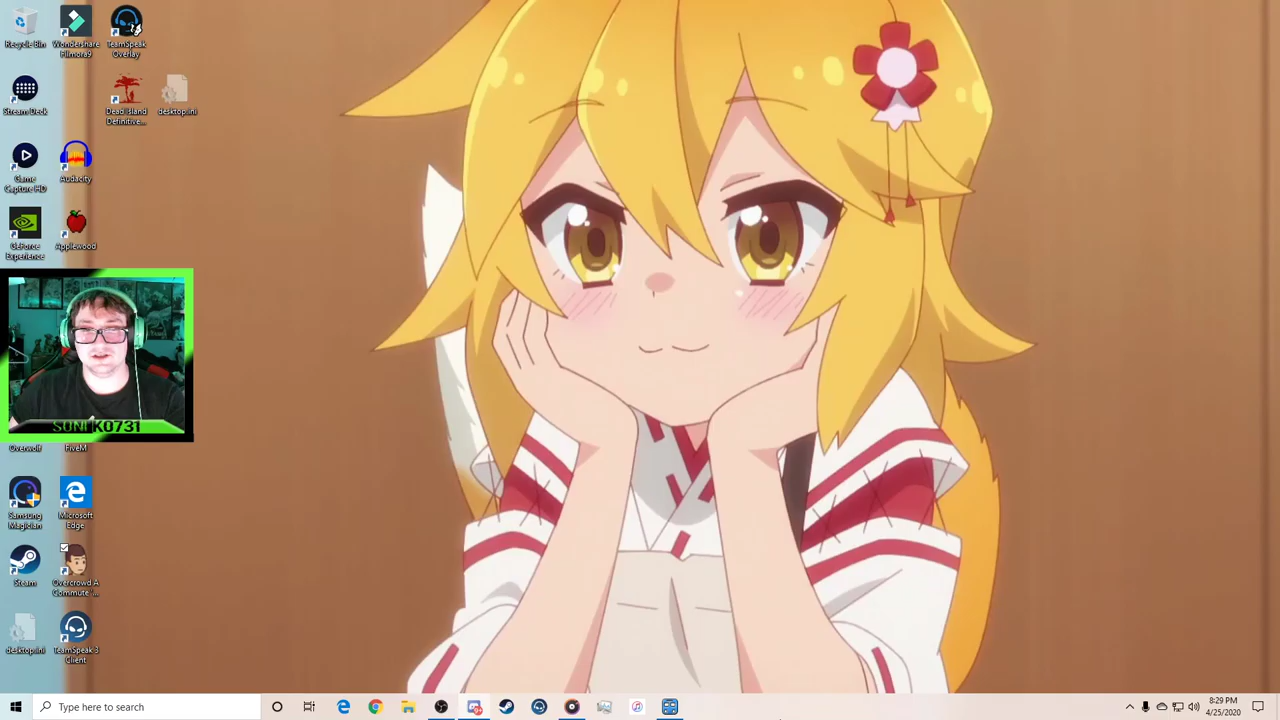 Recycle Bin
Wondershare
Filmora9
TeamSpeak
Overlay
Stream Deck
Dead Island
Definitive...
desktop.ini
Game
Capture HD
Audacity
GeForce
Experience
Applewood
SONIKO731
Overwolf
FiveM
Samsung
Magician
Microsoft
Edge
Steam
Overcrowd A
Commute '...
desktop.ini
TeamSpeak 3
Client
Type here to search
8:29 PM
4/25/2020